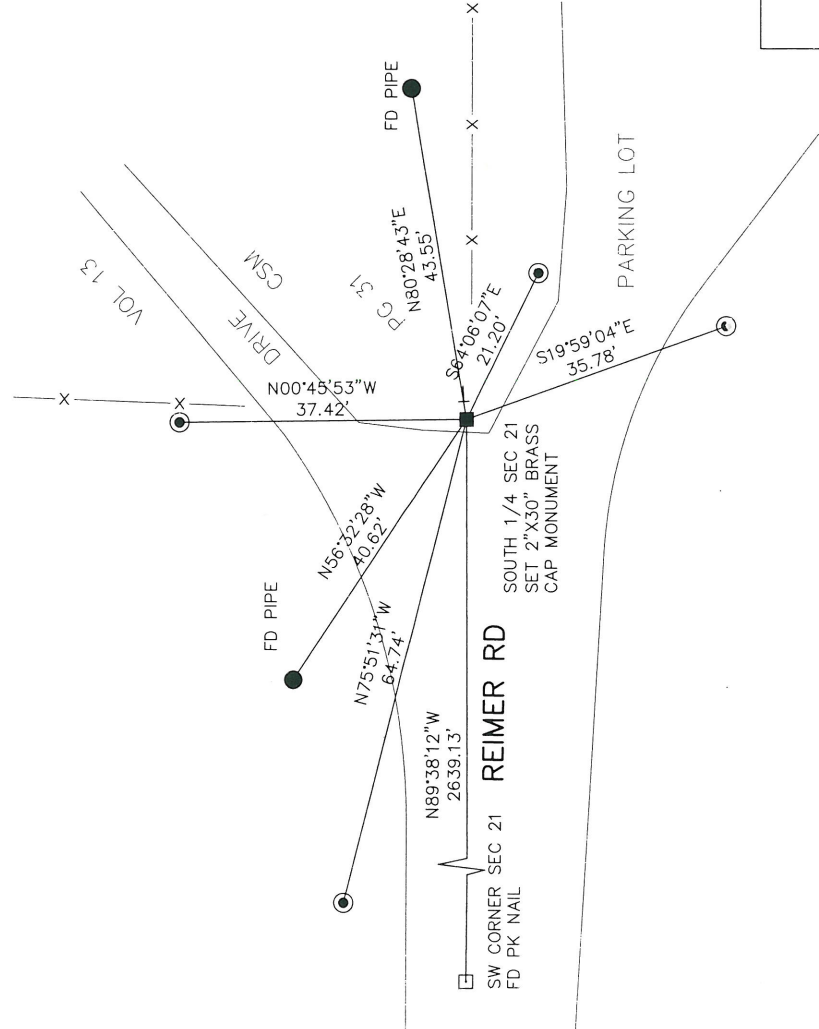 FD PIPE
VOL 13
DRIVE
CSM
PG 31
N80°28'43"E
43.55'
PARKING LOT
S64°06'07"E
21.20'
S19°59'04"E
35.78'
N00°45'53"W
37.42'
N56°32'28"W
40.62'
FD PIPE
N75°51'31"W
64.74'
SOUTH 1/4 SEC 21
SET 2"X30" BRASS
CAP MONUMENT
N89°38'12"W
2639.13'
REIMER RD
SW CORNER SEC 21
FD PK NAIL